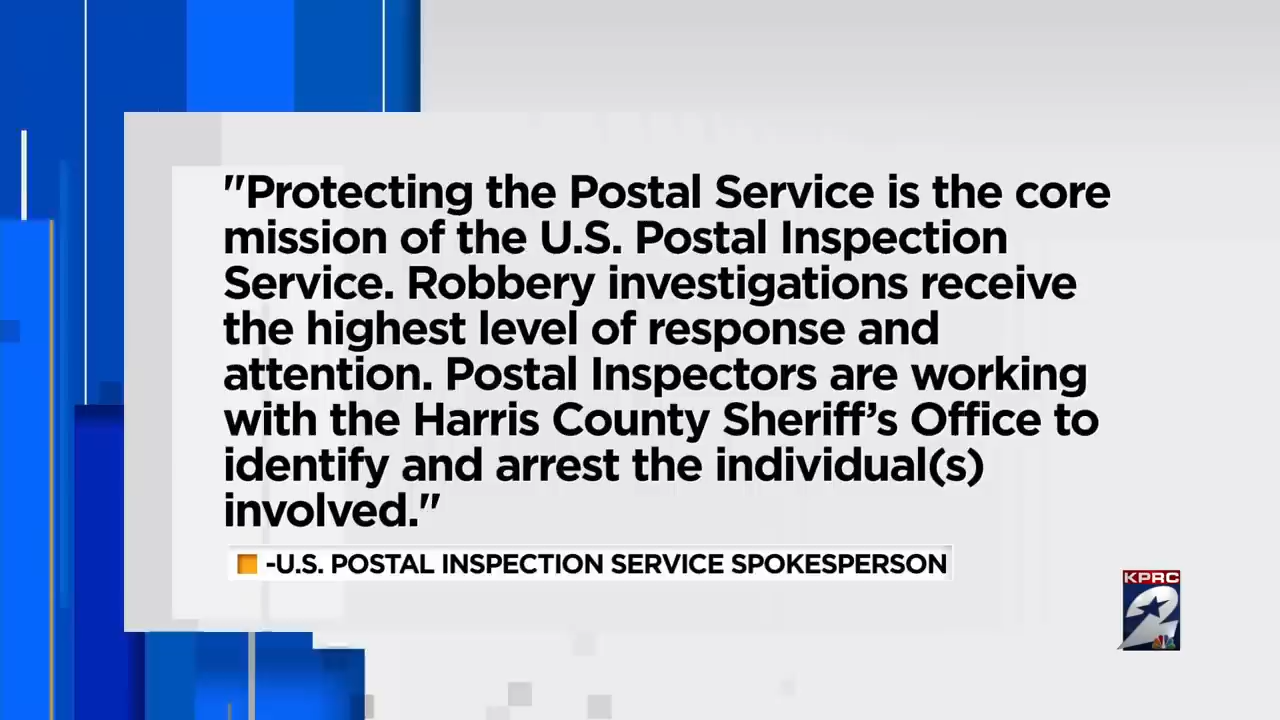 "Protecting the Postal Service is the core
mission of the U.S. Postal Inspection
Service. Robbery investigations receive
the highest level of response and
attention. Postal Inspectors are working
with the Harris County Sheriff’s Office to
identify and arrest the individual(s)
involved."
-U.S. POSTAL INSPECTION SERVICE SPOKESPERSON
KPRC
2